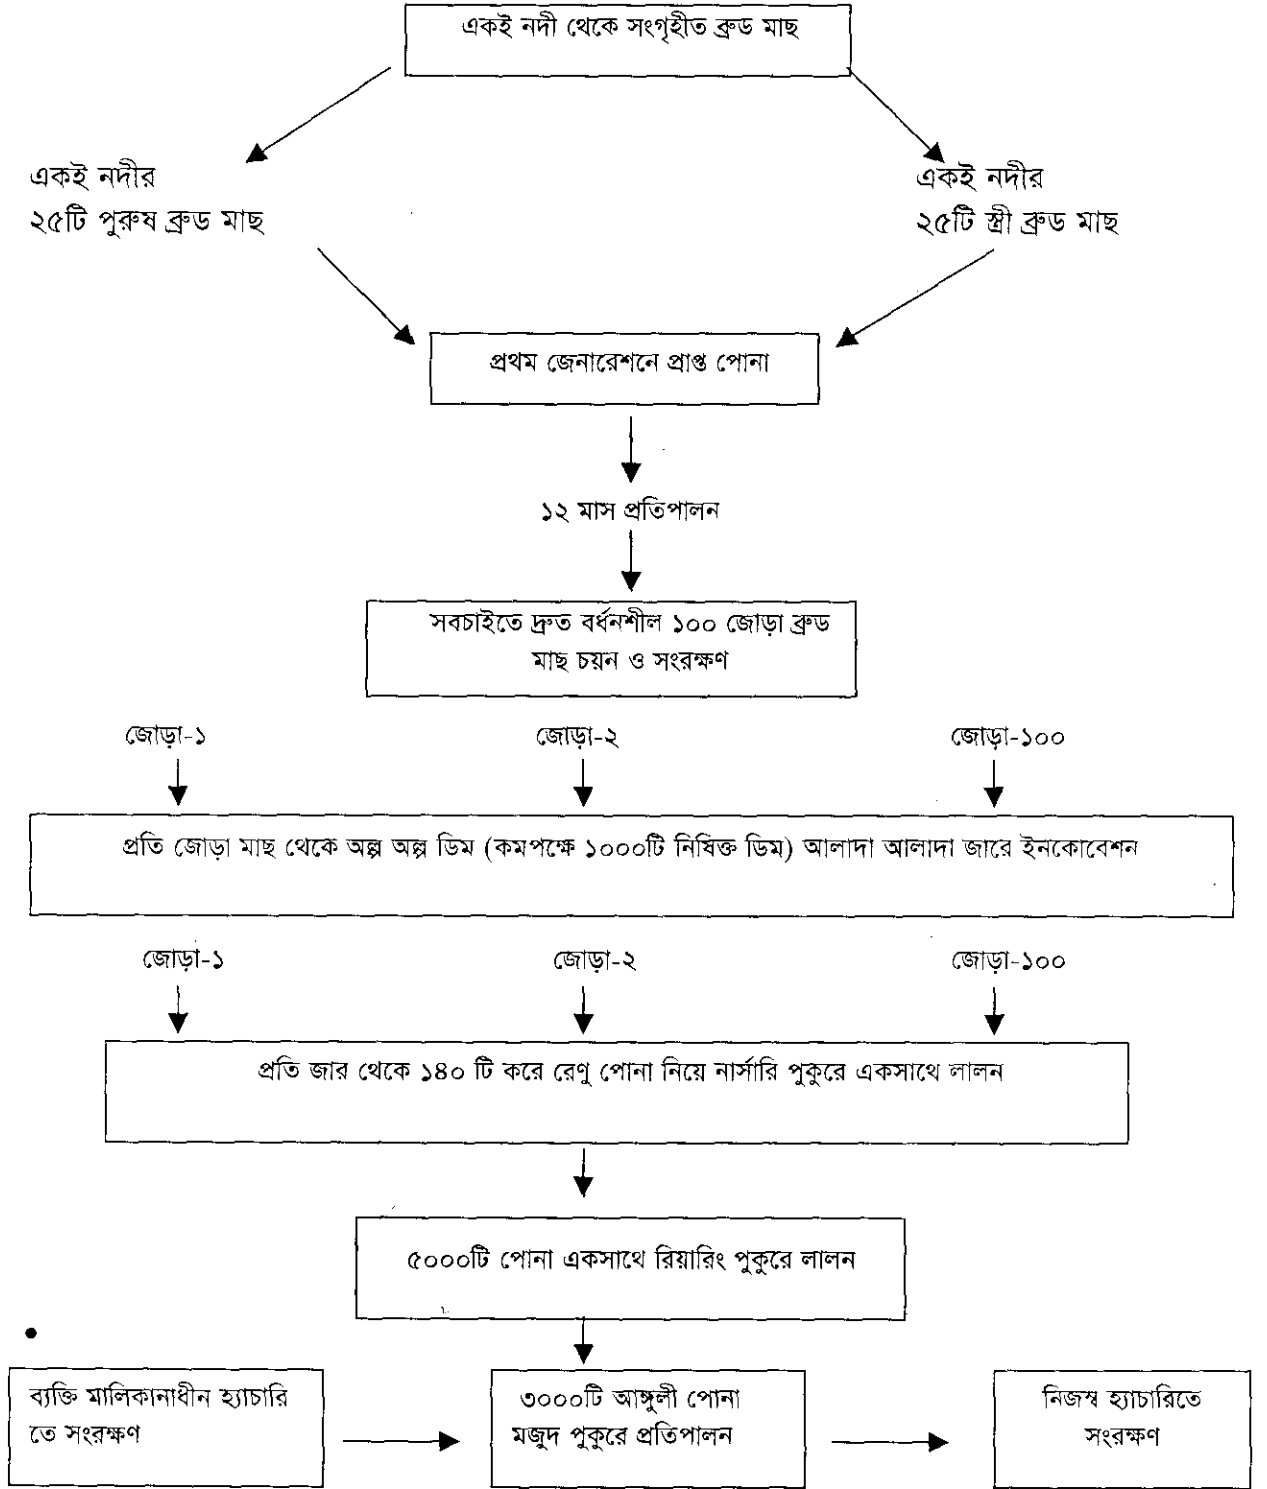 একই নদী থেকে সংগৃহীত ব্রুড মাছ
একই নদীর
২৫টি পুরুষ ব্রুড মাছ
একই নদীর
২৫টি স্ত্রী ব্রুড মাছ
প্রথম জেনারেশনে প্রাপ্ত পোনা
১২ মাস প্রতিপালন
সবচাইতে দ্রুত বর্ধনশীল ১০০ জোড়া ব্রুড
মাছ চয়ন ও সংরক্ষণ
জোড়া-১
জোড়া-২
জোড়া-১০০
প্রতি জোড়া মাছ থেকে অল্প অল্প ডিম (কমপক্ষে ১০০০টি নিষিক্ত ডিম) আলাদা আলাদা জারে ইনকোবেশন
জোড়া-১
জোড়া-২
জোড়া-১০০
প্রতি জার থেকে ১৪০ টি করে রেণু পোনা নিয়ে নার্সারি পুকুরে একসাথে লালন
৫০০০টি পোনা একসাথে রিয়ারিং পুকুরে লালন
ব্যক্তি মালিকানাধীন হ্যাচারি
তে সংরক্ষণ
৩০০০টি আঙ্গুলী পোনা
মজুদ পুকুরে প্রতিপালন
নিজস্ব হ্যাচারিতে
সংরক্ষণ